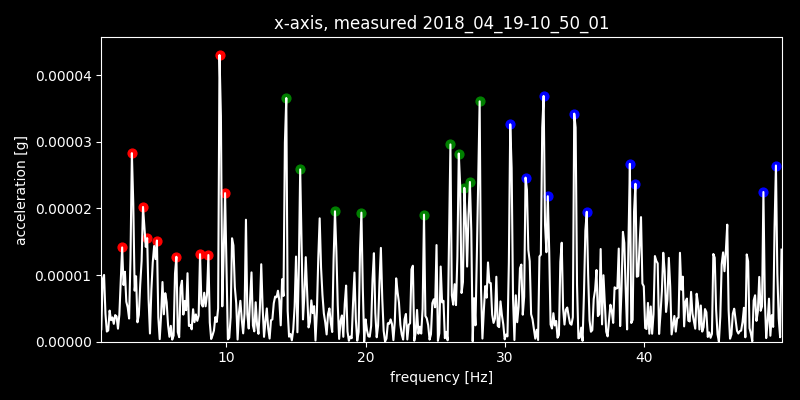 x-axis, measured 2018_04_19-10_50_01
acceleration [g]
0.00004
0.00003
0.00002
0.00001
0.00000
10 20 30 40
frequency [Hz]